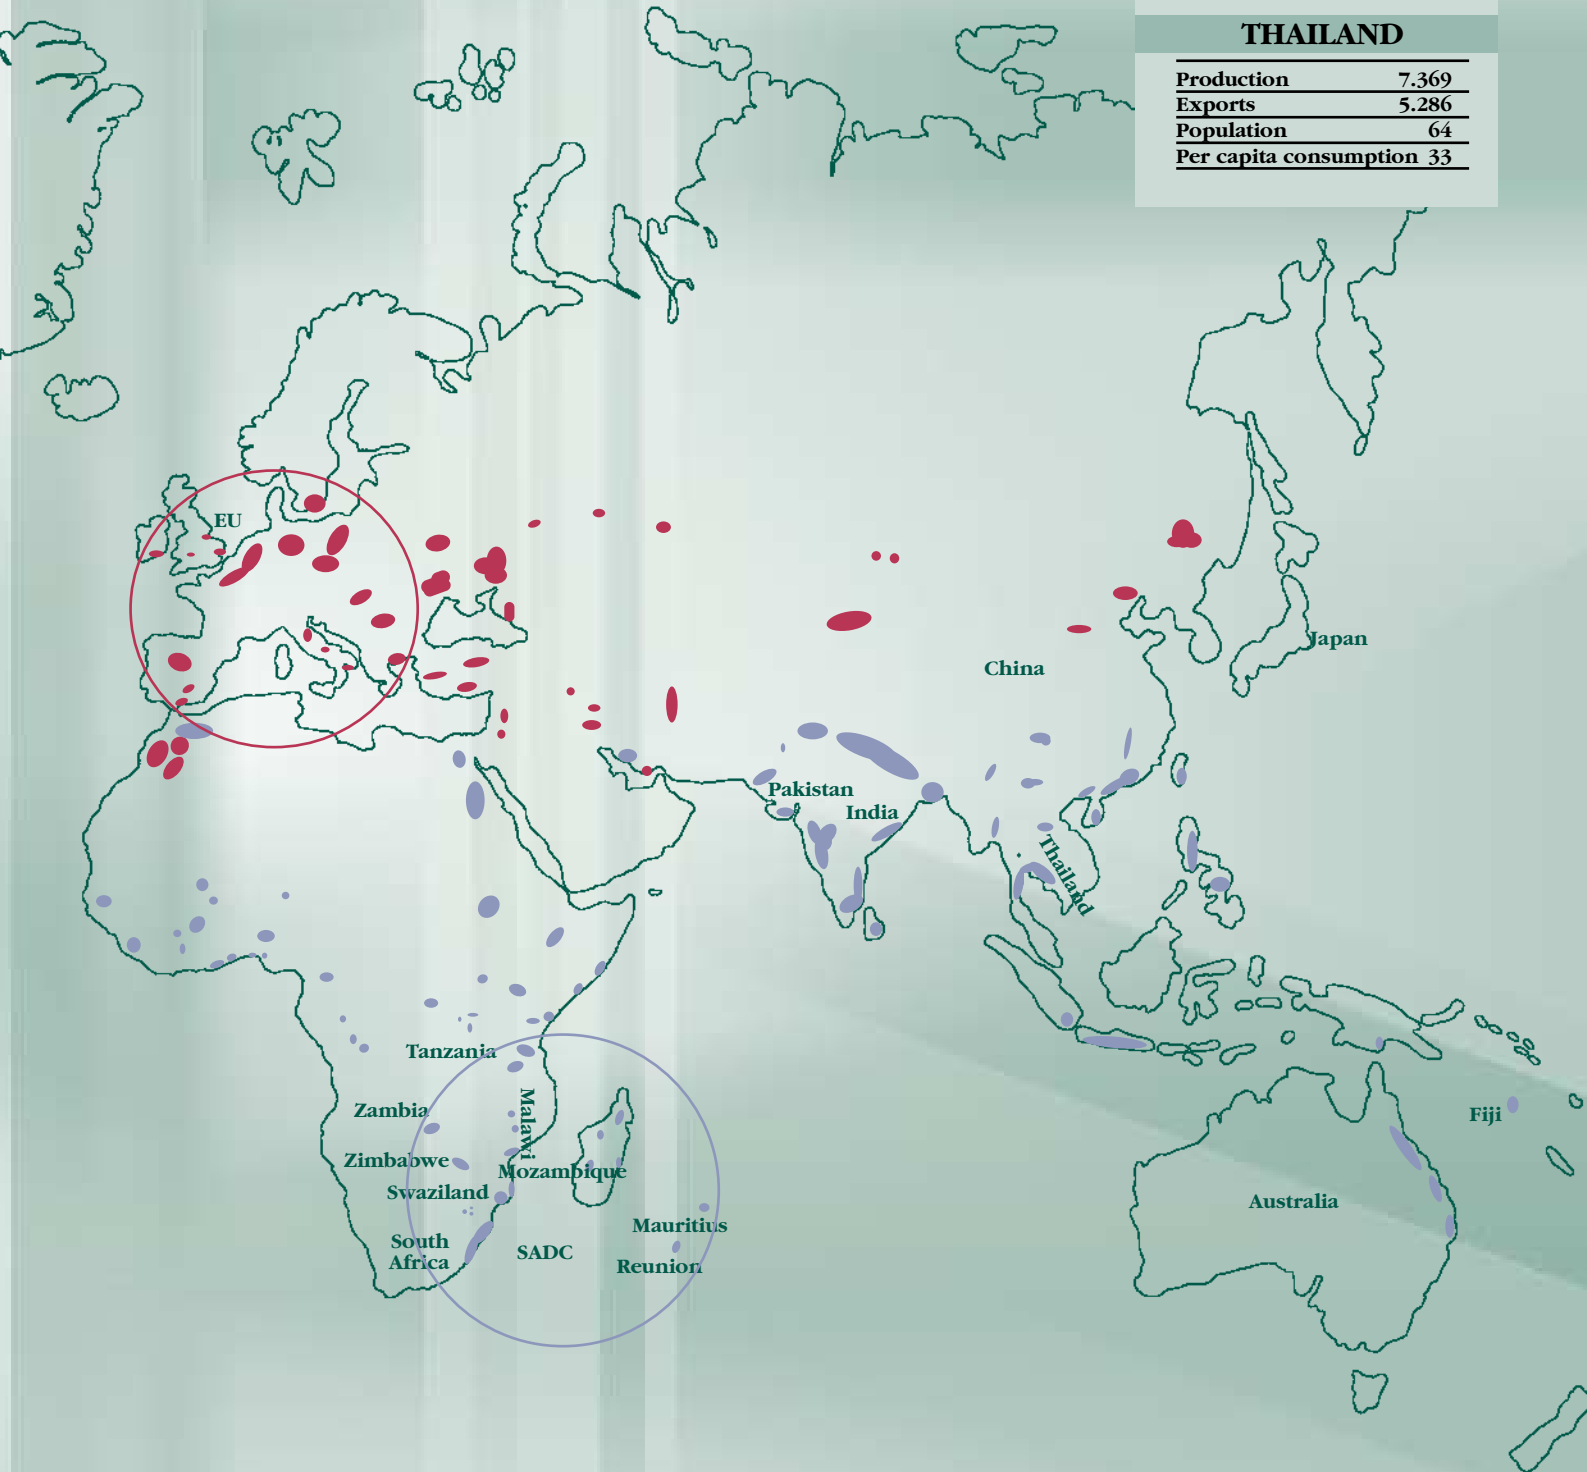 THAILAND
Production 7.369
Exports 5.286
Population 64
Per capita consumption 33
EU
Japan
China
Pakistan
India
Thailand
Tanzania
Malawi
Zambia
Fiji
Zimbabwe
Mozambique
Swaziland
Australia
Mauritius
South
Africa
SADC
Reunion